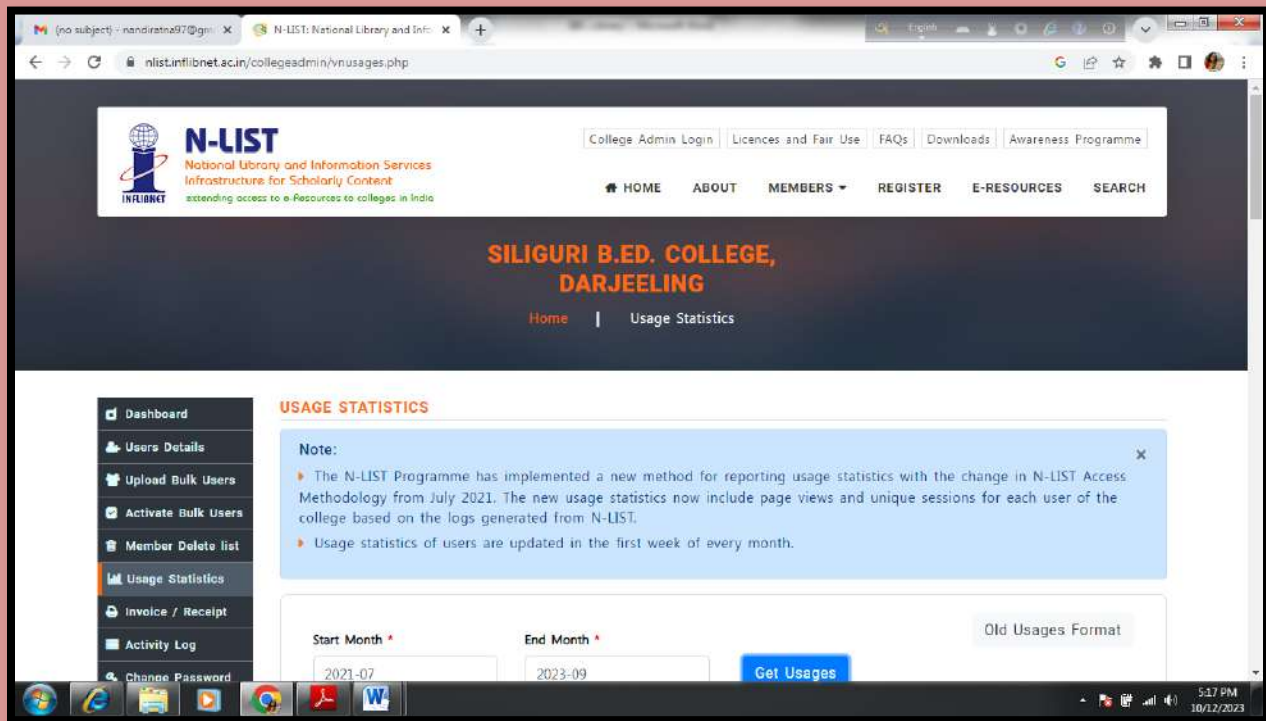 (no subject) - nandiratna97@gm
N-LIST: National Library and Info
nlist.inflibnet.ac.in/collegeadmin/vnusages.php
INFLIBNET
N-LIST
National Library and Information Services
Infrastructure for Scholarly Content
extending access to e-Resources to colleges in India
College Admin Login Licences and Fair Use FAQs Downloads Awareness Programme
HOME ABOUT MEMBERS REGISTER E-RESOURCES SEARCH
SILIGURI B.ED. COLLEGE,
DARJEELING
Home | Usage Statistics
Dashboard
Users Details
Upload Bulk Users
Activate Bulk Users
Member Delete list
Usage Statistics
Invoice / Receipt
Activity Log
Change Password
USAGE STATISTICS
Note:
The N-LIST Programme has implemented a new method for reporting usage statistics with the change in N-LIST Access
Methodology from July 2021. The new usage statistics now include page views and unique sessions for each user of the
college based on the logs generated from N-LIST.
Usage statistics of users are updated in the first week of every month.
Old Usages Format
Start Month * End Month *
2021-07 2023-09 Get Usages
5:17 PM
10/12/2023